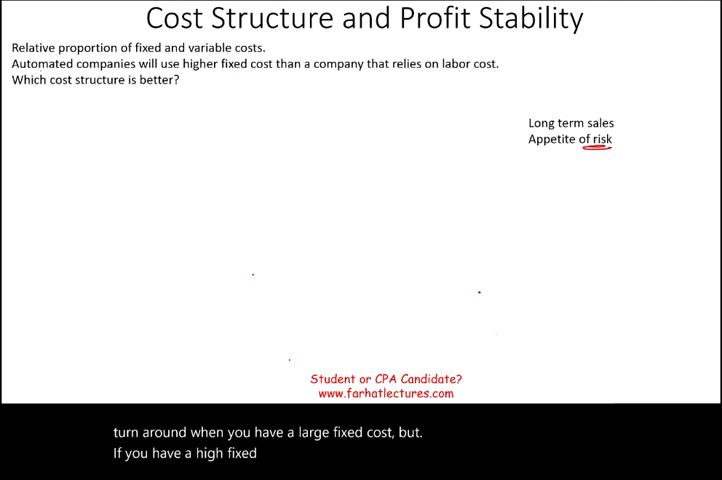 Cost Structure and Profit Stability
Relative proportion of fixed and variable costs.
Automated companies will use higher fixed cost than a company that relies on labor cost.
Which cost structure is better?
Long term sales
Appetite of risk
Student or CPA Candidate?
www.farhatlectures.com
turn around when you have a large fixed cost, but.
If you have a high fixed